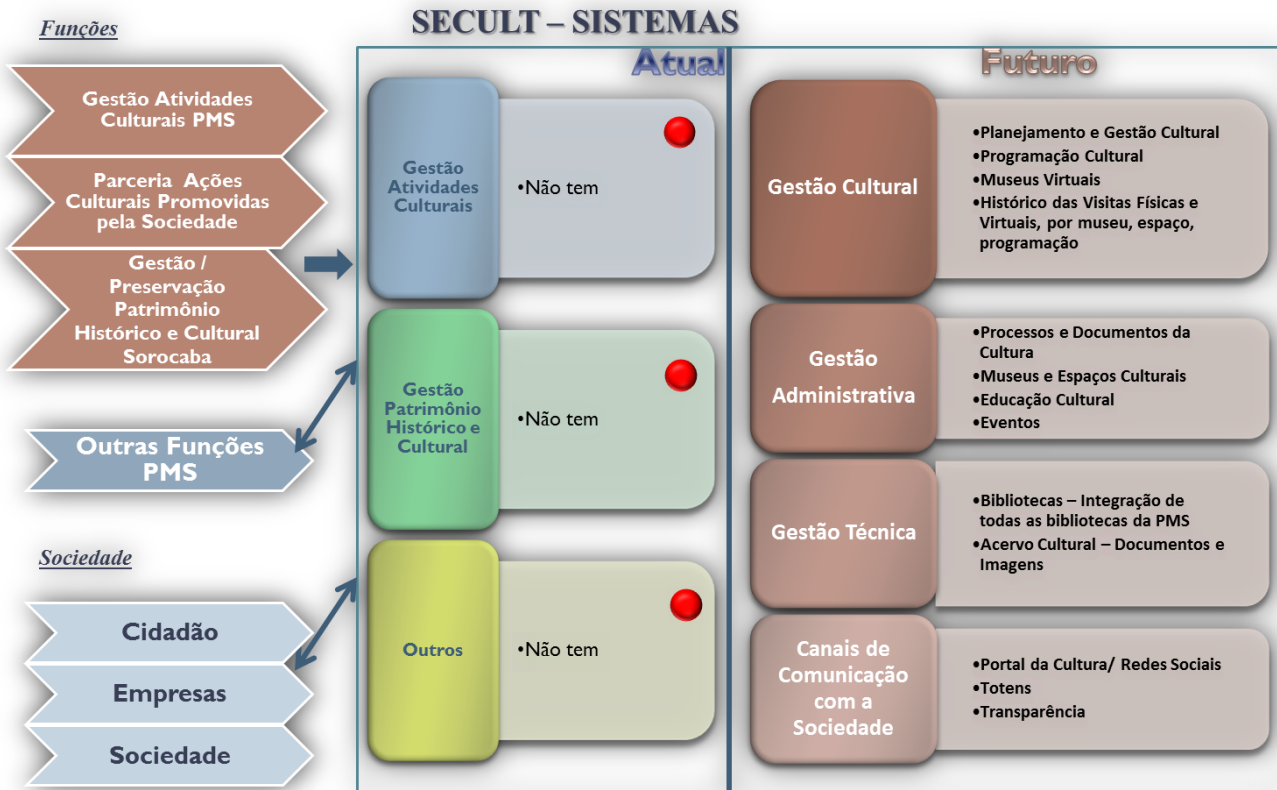 SECULT – SISTEMAS
Funções
Gestão Atividades
Culturais PMS
Parceria Ações
Culturais Promovidas
pela Sociedade
Gestão /
Preservação
Patrimônio
Histórico e Cultural
Sorocaba
Outras Funções
PMS
Sociedade
Cidadão
Empresas
Sociedade
Atual
Gestão
Atividades
Culturais
•Não tem
Gestão
Patrimônio
Histórico e
Cultural
•Não tem
Outros
•Não tem
Futuro
Gestão Cultural
•Planejamento e Gestão Cultural
•Programação Cultural
•Museus Virtuais
•Histórico das Visitas Físicas e
Virtuais, por museu, espaço,
programação
Gestão
Administrativa
•Processos e Documentos da
Cultura
•Museus e Espaços Culturais
•Educação Cultural
•Eventos
Gestão Técnica
•Bibliotecas – Integração de
todas as bibliotecas da PMS
•Acervo Cultural – Documentos e
Imagens
Canais de
Comunicação
com a
Sociedade
•Portal da Cultura/ Redes Sociais
•Totens
•Transparência